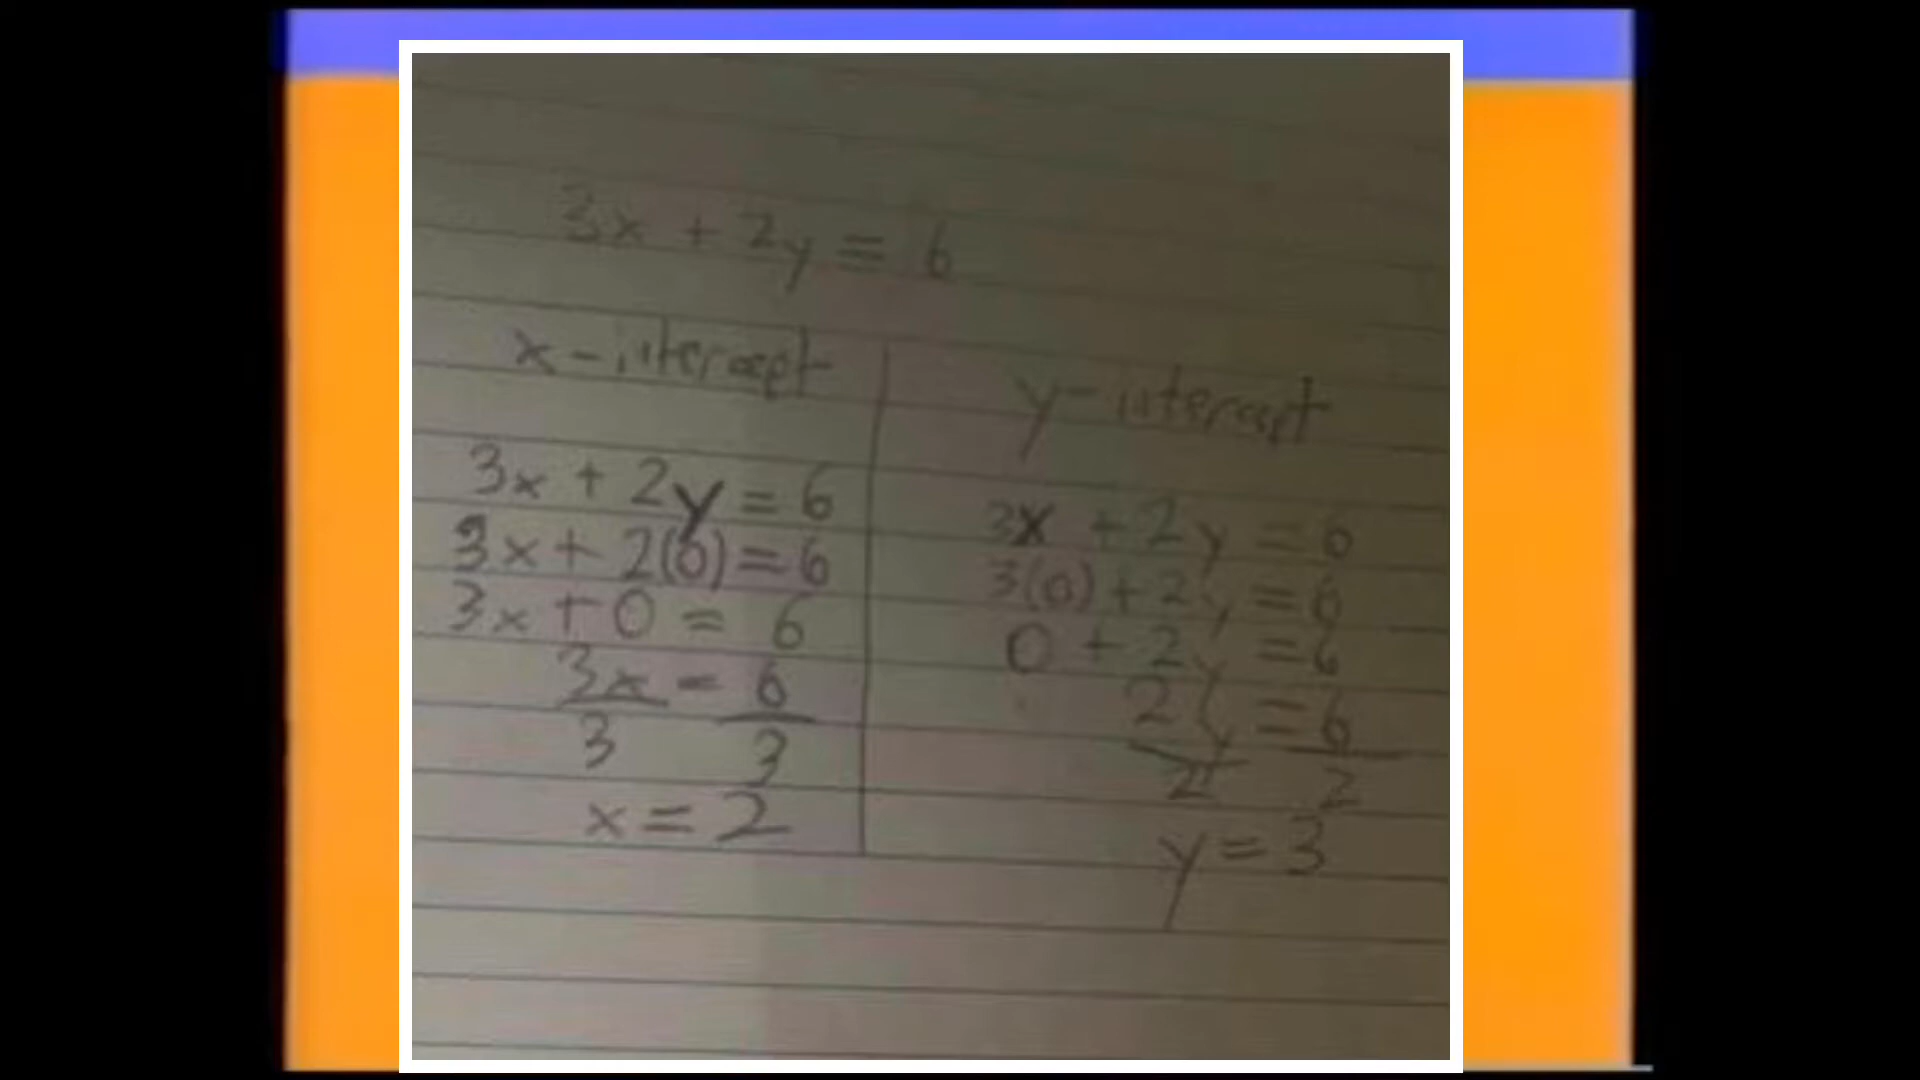 3x + 2y = 6
x-intercept
3x + 2y = 6
3x + 2(0) = 6
3x + 0 = 6
3x = 6
3 3
x = 2
y-intercept
3x + 2y = 6
3(0) + 2y = 6
0 + 2y = 6
2y = 6
2 2
y = 3